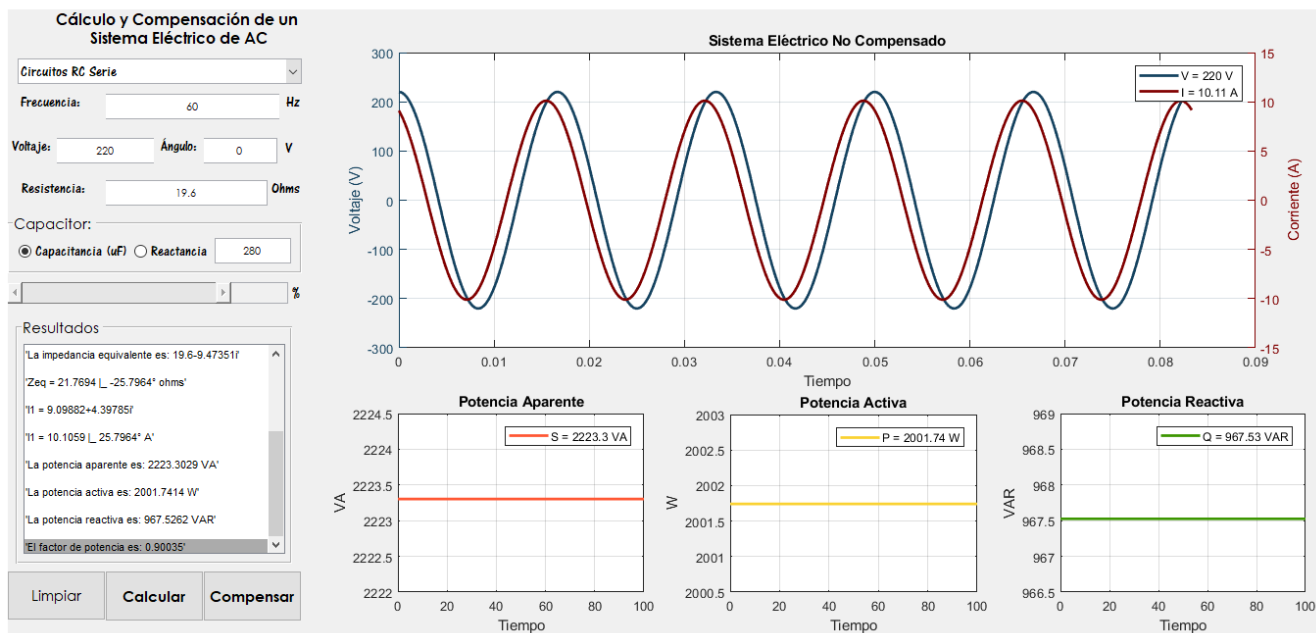 Cálculo y Compensación de un
Sistema Eléctrico de AC
Circuitos RC Serie
Frecuencia: 60 Hz
Voltaje: 220 Ángulo: 0 V
Resistencia: 19.6 Ohms
Capacitor:
Capacitancia (uF) Reactancia 280
%
Resultados
'La impedancia equivalente es: 19.6-9.47351i'
'Zeq = 21.7694 |_ -25.7964° ohms'
'I1 = 9.09882+4.39785i'
'I1 = 10.1059 |_ 25.7964° A'
'La potencia aparente es: 2223.3029 VA'
'La potencia activa es: 2001.7414 W'
'La potencia reactiva es: 967.5262 VAR'
'El factor de potencia es: 0.90035'
Limpiar Calcular Compensar
Sistema Eléctrico No Compensado
V = 220 V
I = 10.11 A
Voltaje (V)
300
200
100
0
-100
-200
-300
Corriente (A)
15
10
5
0
-5
-10
-15
0 0.01 0.02 0.03 0.04 0.05 0.06 0.07 0.08 0.09
Tiempo
Potencia Aparente
S = 2223.3 VA
VA
2224.5
2224
2223.5
2223
2222.5
2222
0 20 40 60 80 100
Tiempo
Potencia Activa
P = 2001.74 W
W
2003
2002.5
2002
2001.5
2001
2000.5
0 20 40 60 80 100
Tiempo
Potencia Reactiva
Q = 967.53 VAR
VAR
969
968.5
968
967.5
967
966.5
0 20 40 60 80 100
Tiempo